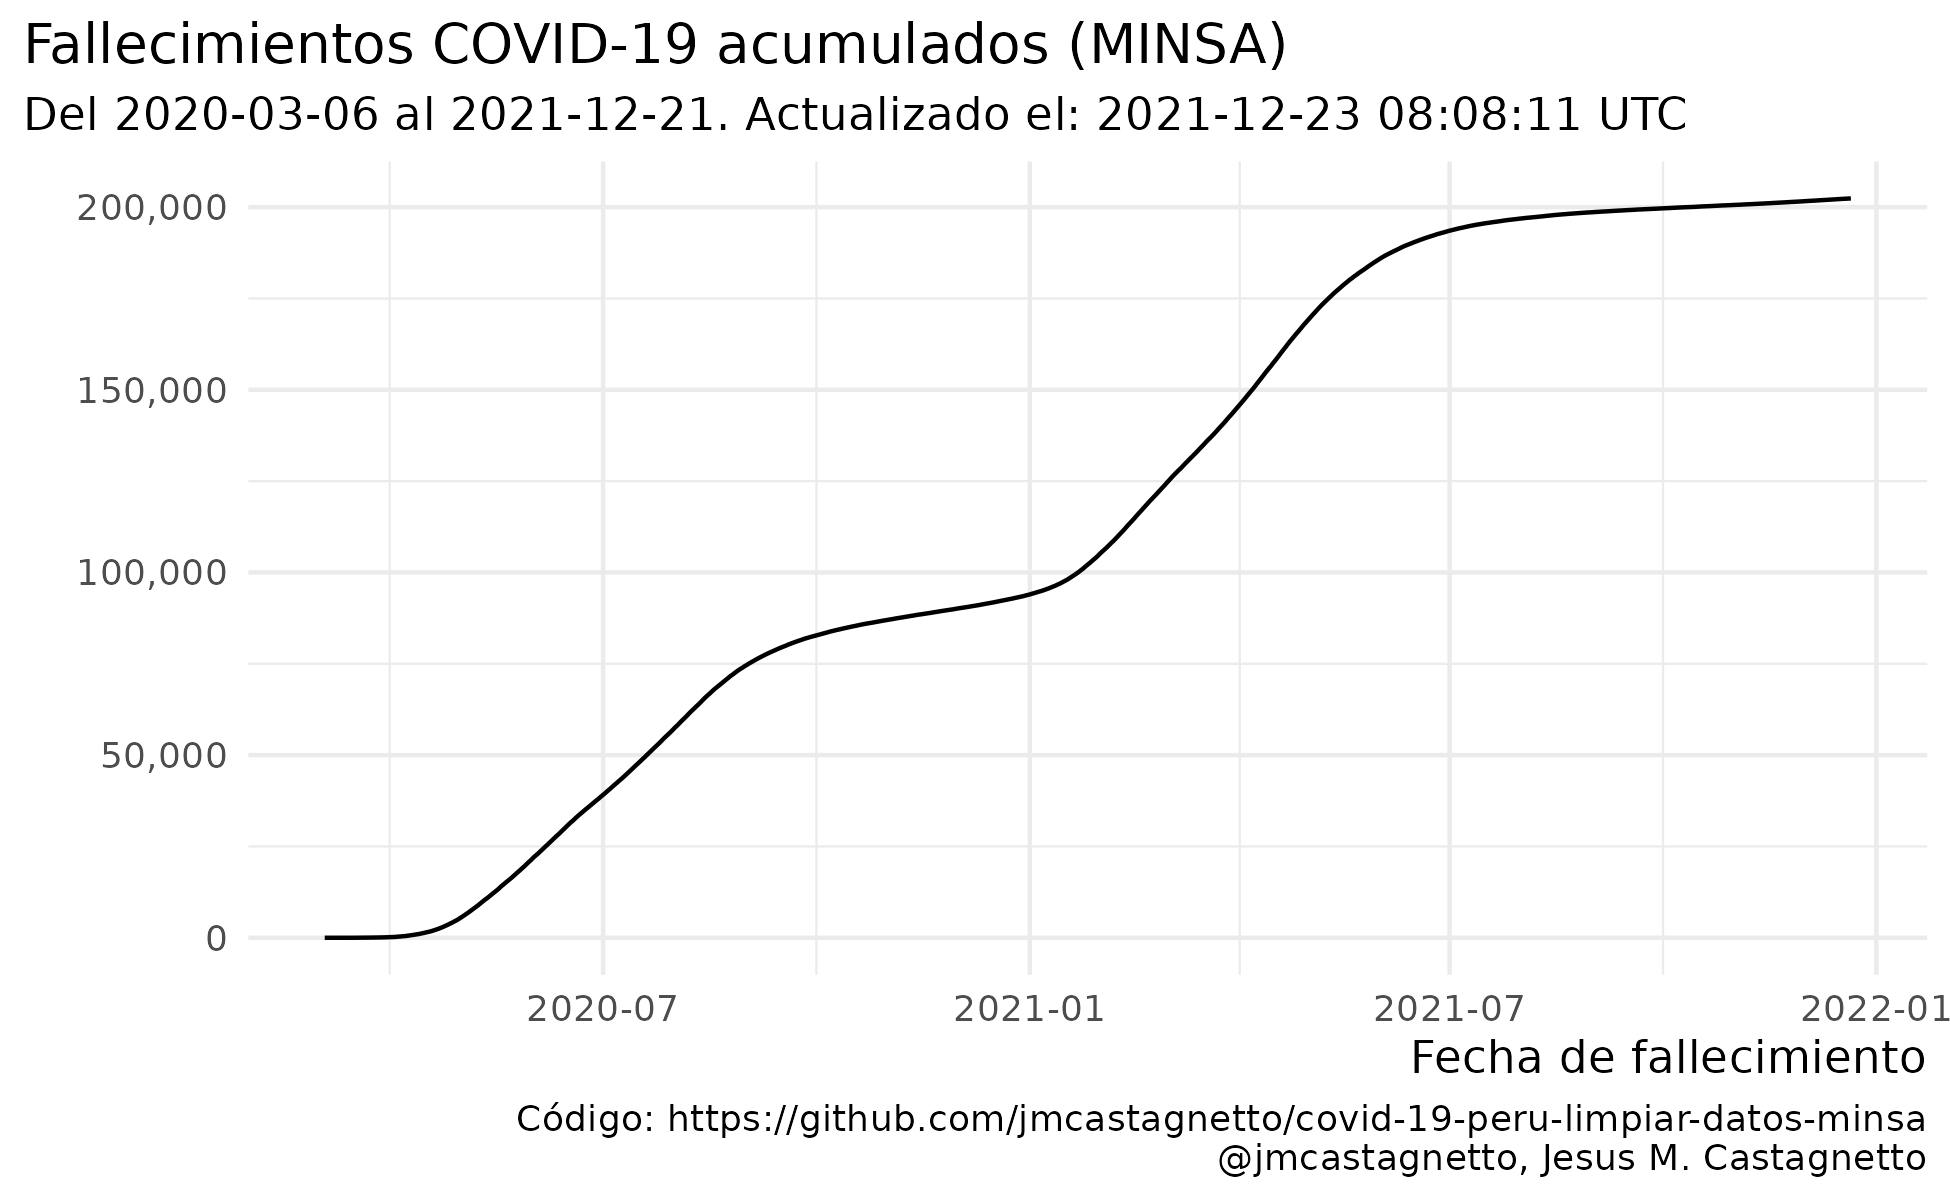 Fallecimientos COVID-19 acumulados (MINSA)
Del 2020-03-06 al 2021-12-21. Actualizado el: 2021-12-23 08:08:11 UTC
200,000
150,000
100,000
50,000
0
2020-07
2021-01
2021-07
2022-01
Fecha de fallecimiento
Código: https://github.com/jmcastagnetto/covid-19-peru-limpiar-datos-minsa
@jmcastagnetto, Jesus M. Castagnetto